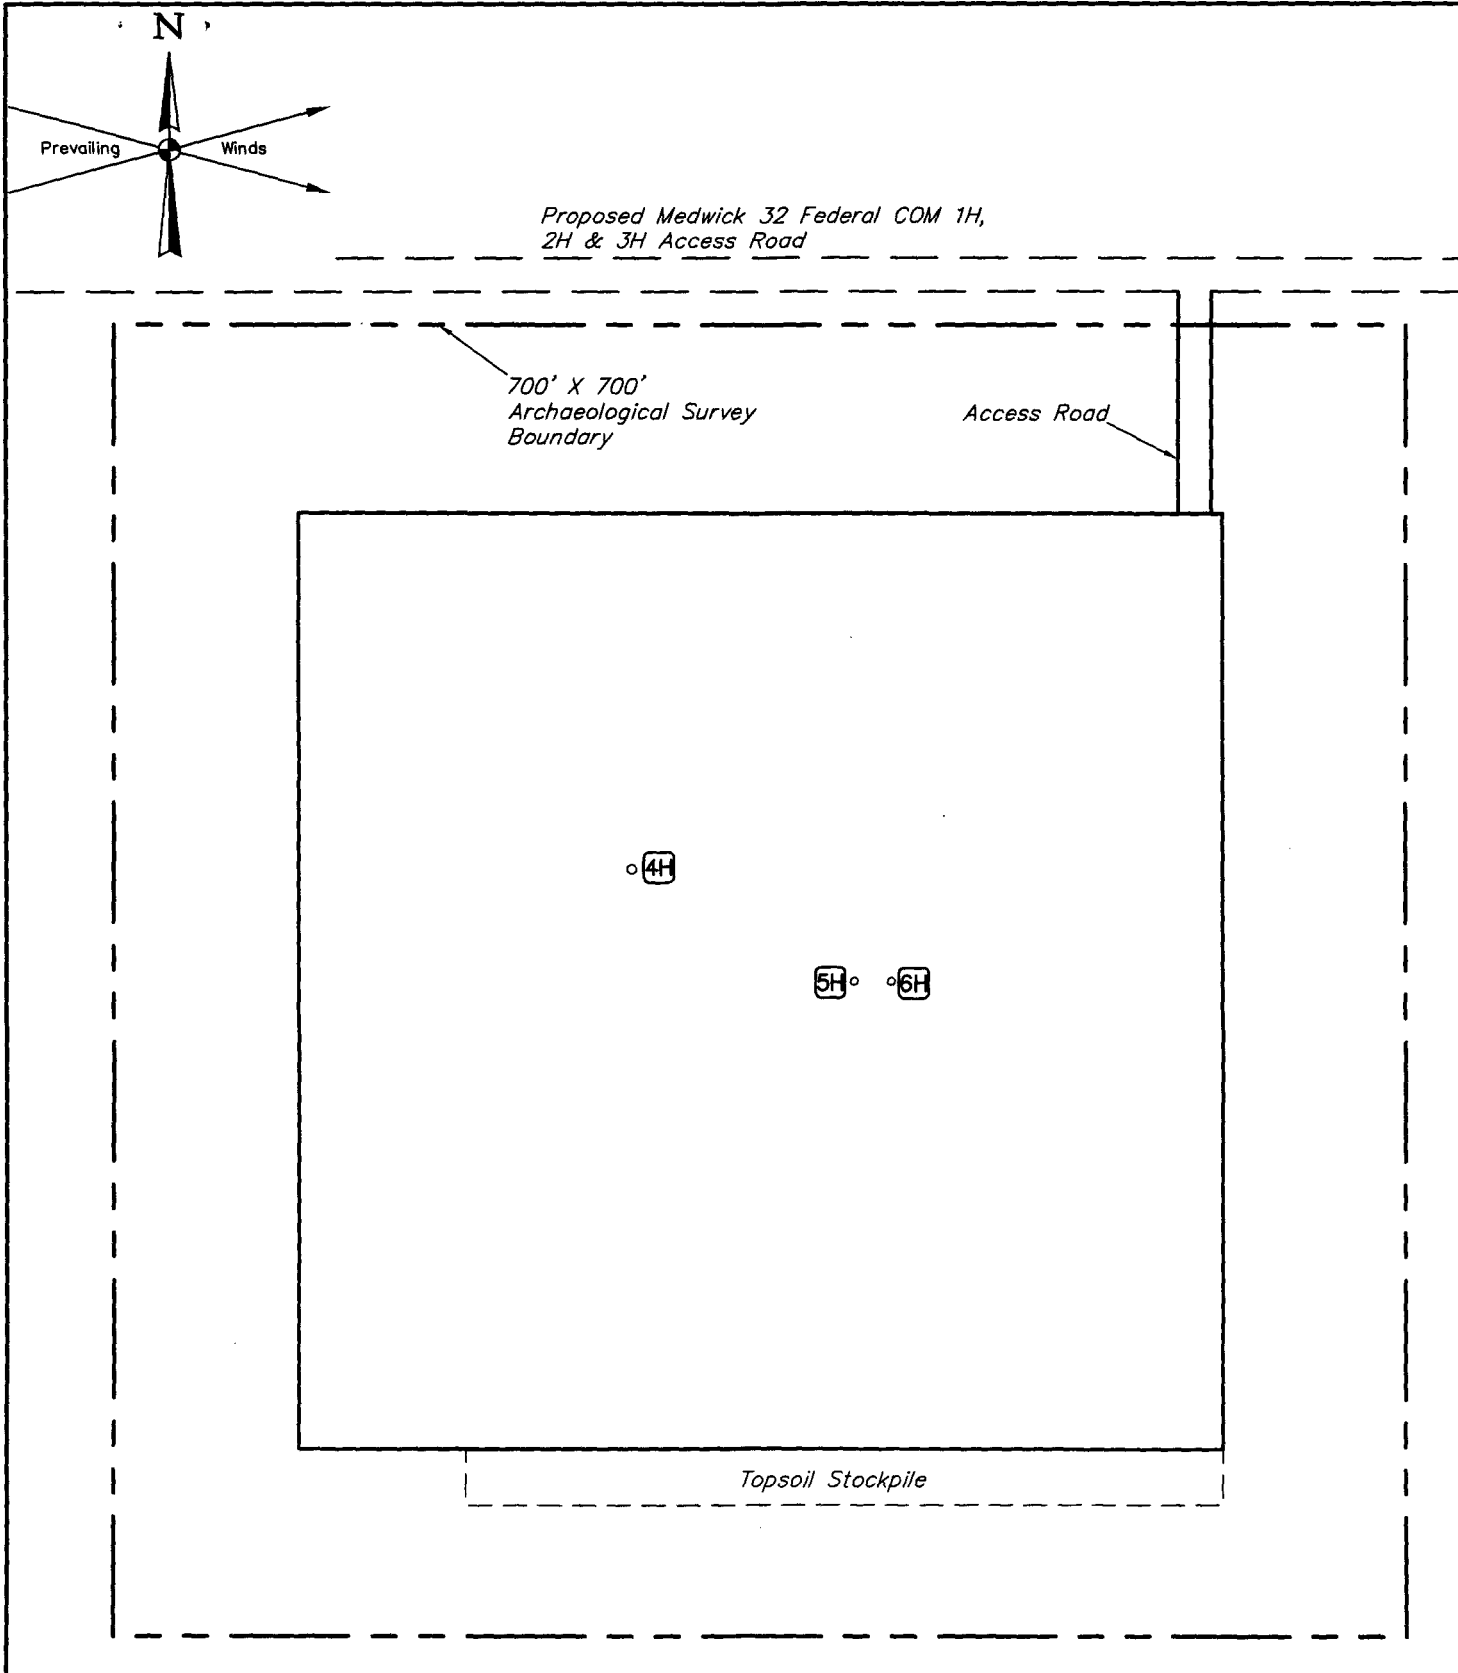 N
Prevailing Winds
Proposed Medwick 32 Federal COM 1H,
2H & 3H Access Road
700' X 700'
Archaeological Survey
Boundary
Access Road
4H
5H 6H
Topsoil Stockpile